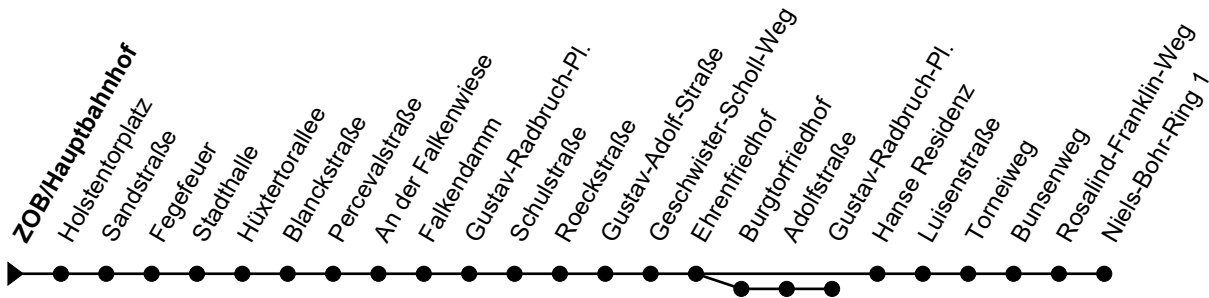 ZOB/Hauptbahnhof
Holstentorplatz
Sandstraße
Fegefeuer
Stadthalle
Hüxtertorallee
Blanckstraße
Percevalstraße
An der Falkenwiese
Falkendamm
Gustav-Radbruch-Pl.
Schulstraße
Roeckstraße
Gustav-Adolf-Straße
Geschwister-Scholl-Weg
Ehrenfriedhof
Burgtorfriedhof
Adolfstraße
Gustav-Radbruch-Pl.
Hanse Residenz
Luisenstraße
Torneiweg
Bunsenweg
Rosalind-Franklin-Weg
Niels-Bohr-Ring 1